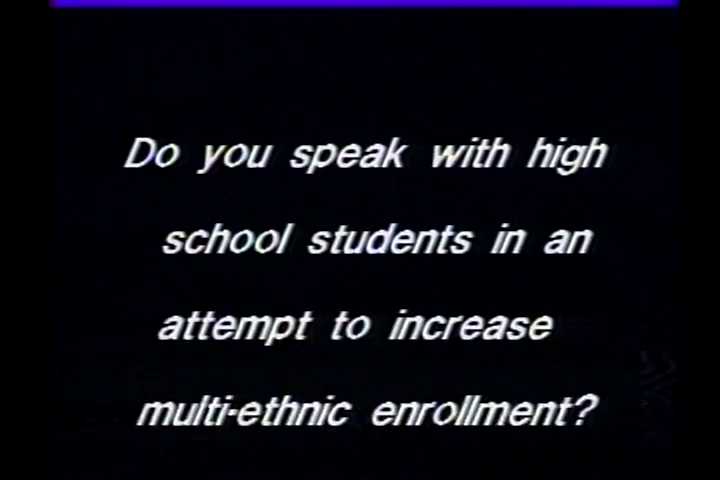 Do you speak with high
school students in an
attempt to increase
multi-ethnic enrollment?